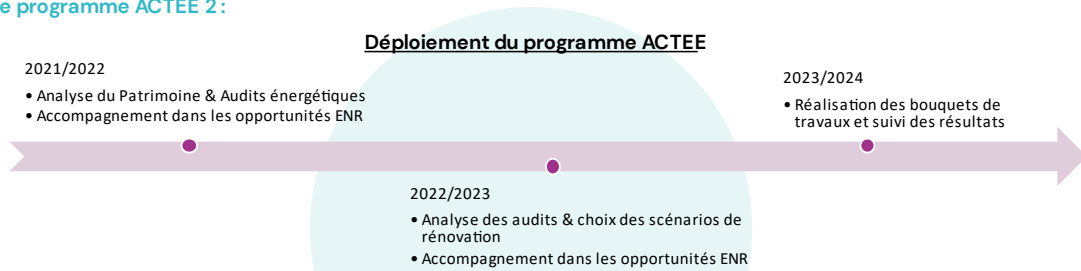 e programme ACTEE 2 :
Déploiement du programme ACTEE
2021/2022
• Analyse du Patrimoine & Audits énergétiques
• Accompagnement dans les opportunités ENR
2023/2024
• Réalisation des bouquets de
travaux et suivi des résultats
2022/2023
• Analyse des audits & choix des scénarios de
rénovation
• Accompagnement dans les opportunités ENR